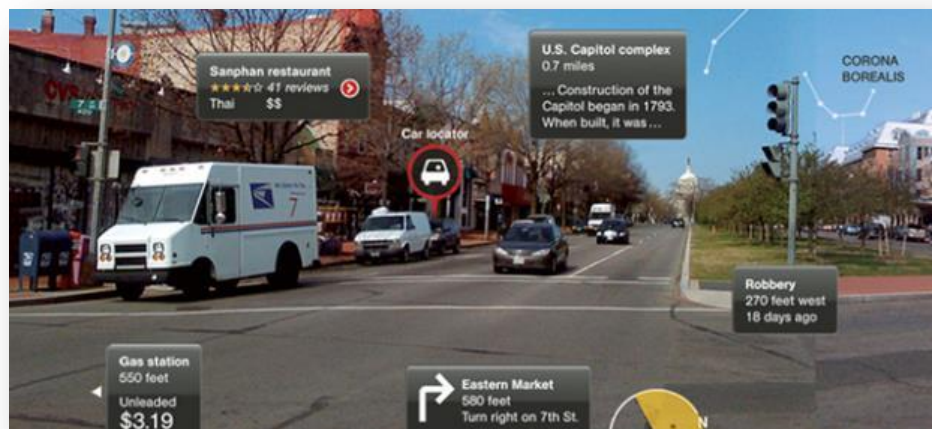 Sanphan restaurant
41 reviews
Thai $$
U.S. Capitol complex
0.7 miles
... Construction of the
Capitol began in 1793.
When built, it was ...
CORONA
BOREALIS
CVS
7
Car locator
7
Robbery
270 feet west
18 days ago
Gas station
550 feet
Unleaded
$3.19
Eastern Market
580 feet
Turn right on 7th St.
N